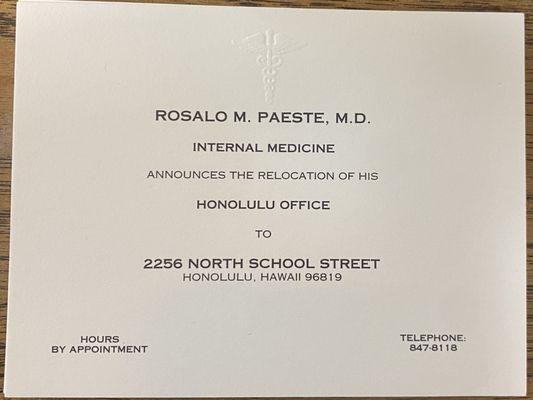 ROSALO M. PAESTE, M.D.
INTERNAL MEDICINE
ANNOUNCES THE RELOCATION OF HIS
HONOLULU OFFICE
TO
2256 NORTH SCHOOL STREET
HONOLULU, HAWAII 96819
HOURS
BY APPOINTMENT
TELEPHONE:
847-8118